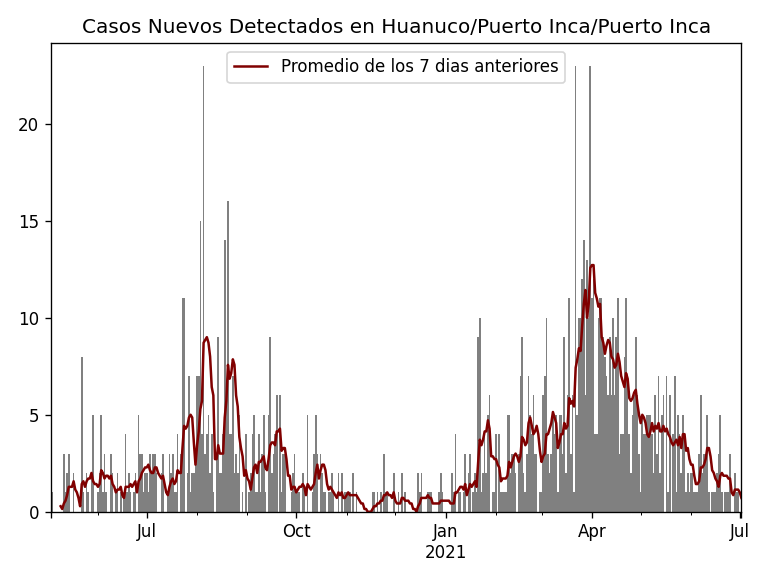 Casos Nuevos Detectados en Huanuco/Puerto Inca/Puerto Inca
Promedio de los 7 dias anteriores
20
15
10
5
0
Jul Oct Jan Apr Jul
2021